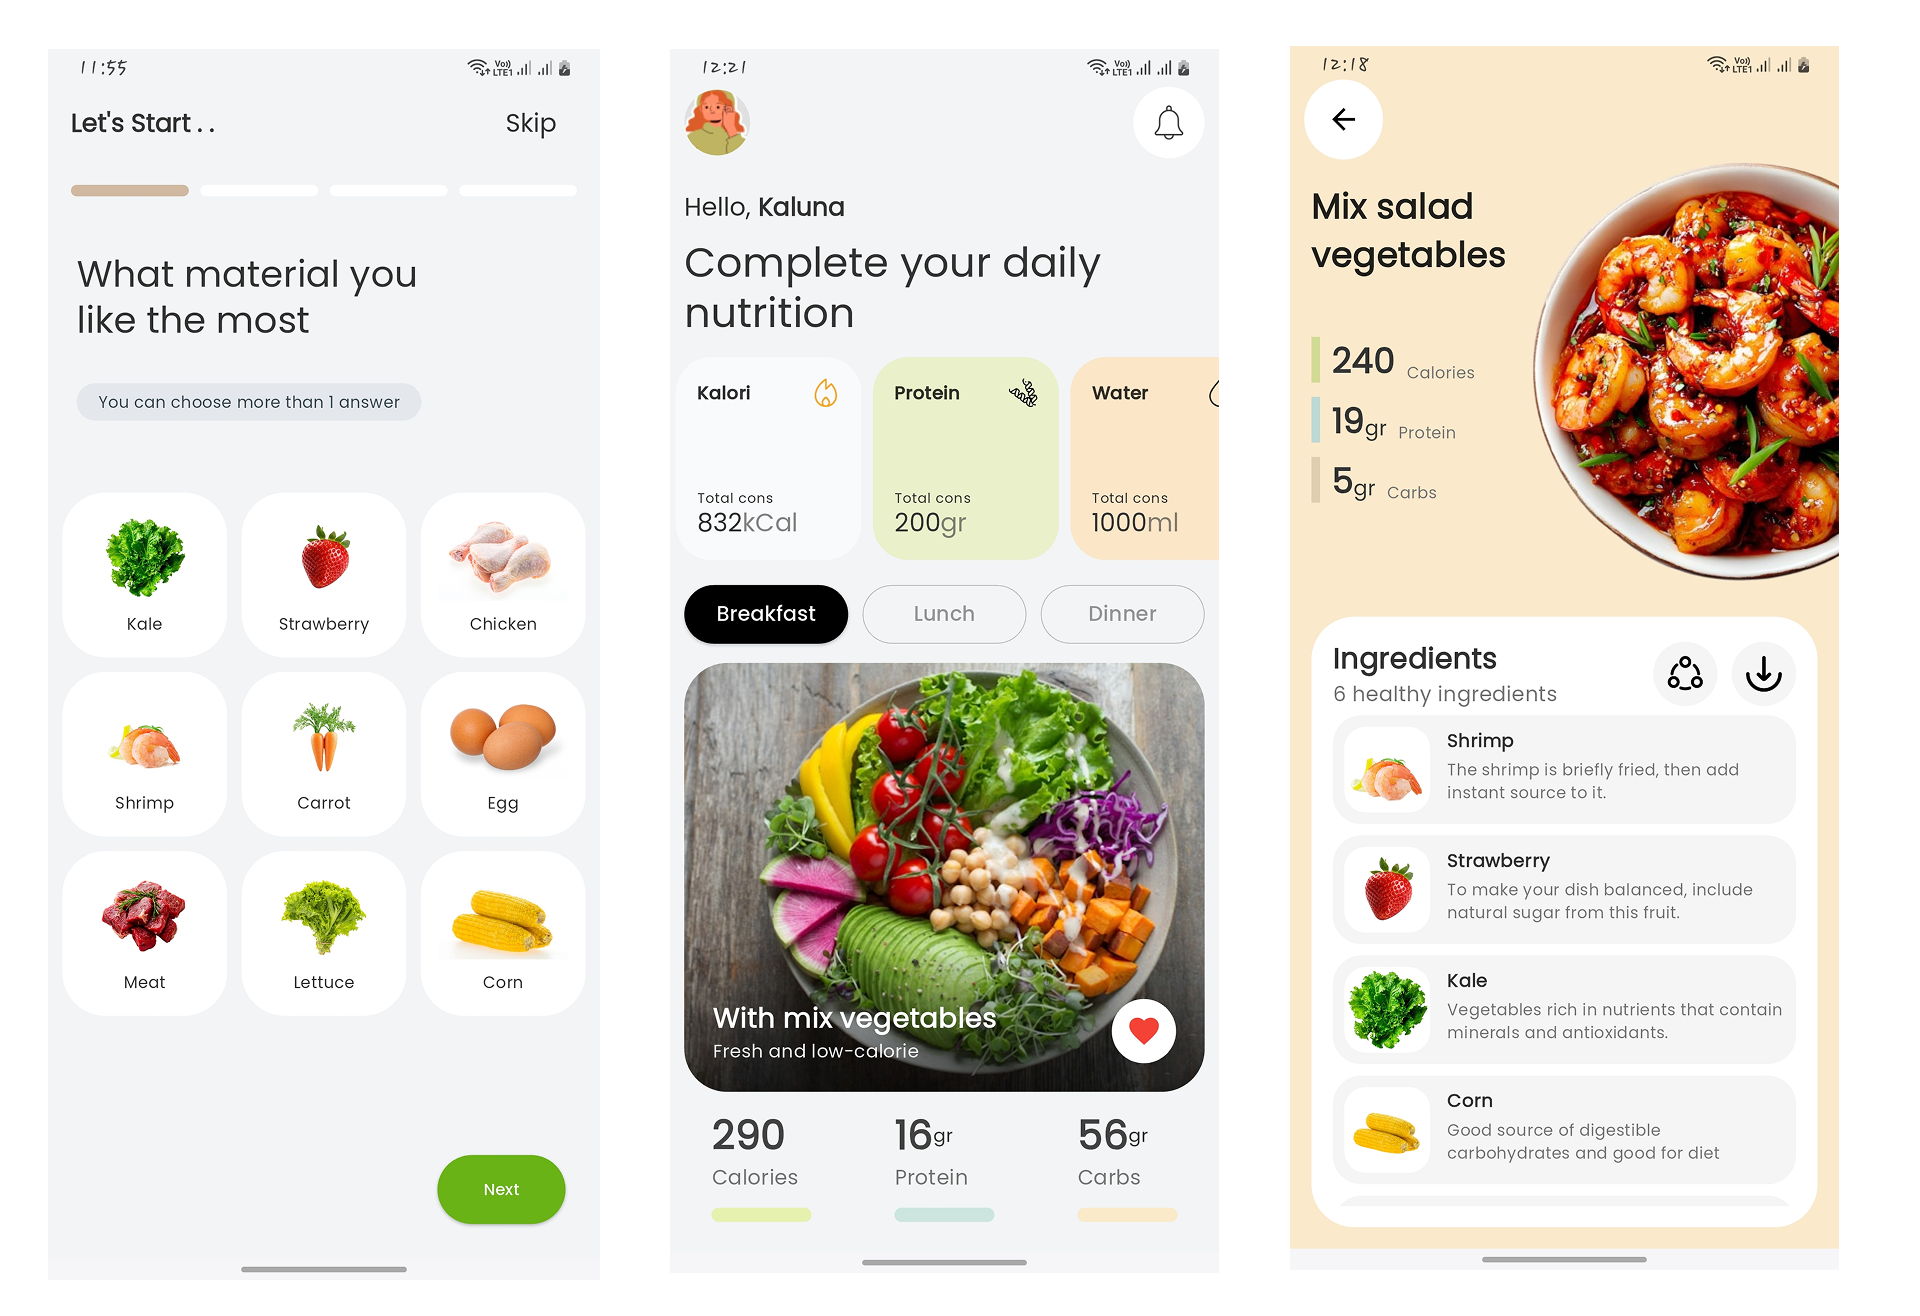 11:55
Vo))
LTE1
Let's Start . .
Skip
What material you
like the most
You can choose more than 1 answer
Kale
Strawberry
Chicken
Shrimp
Carrot
Egg
Meat
Lettuce
Corn
Next
12:21
Vo))
LTE1
Hello, Kaluna
Complete your daily
nutrition
Kalori
Total cons
832kCal
Protein
Total cons
200gr
Water
Total cons
1000ml
Breakfast
Lunch
Dinner
With mix vegetables
Fresh and low-calorie
290
Calories
16gr
Protein
56gr
Carbs
12:18
Vo))
LTE1
Mix salad
vegetables
240 Calories
19gr Protein
5gr Carbs
Ingredients
6 healthy ingredients
Shrimp
The shrimp is briefly fried, then add
instant source to it.
Strawberry
To make your dish balanced, include
natural sugar from this fruit.
Kale
Vegetables rich in nutrients that contain
minerals and antioxidants.
Corn
Good source of digestible
carbohydrates and good for diet